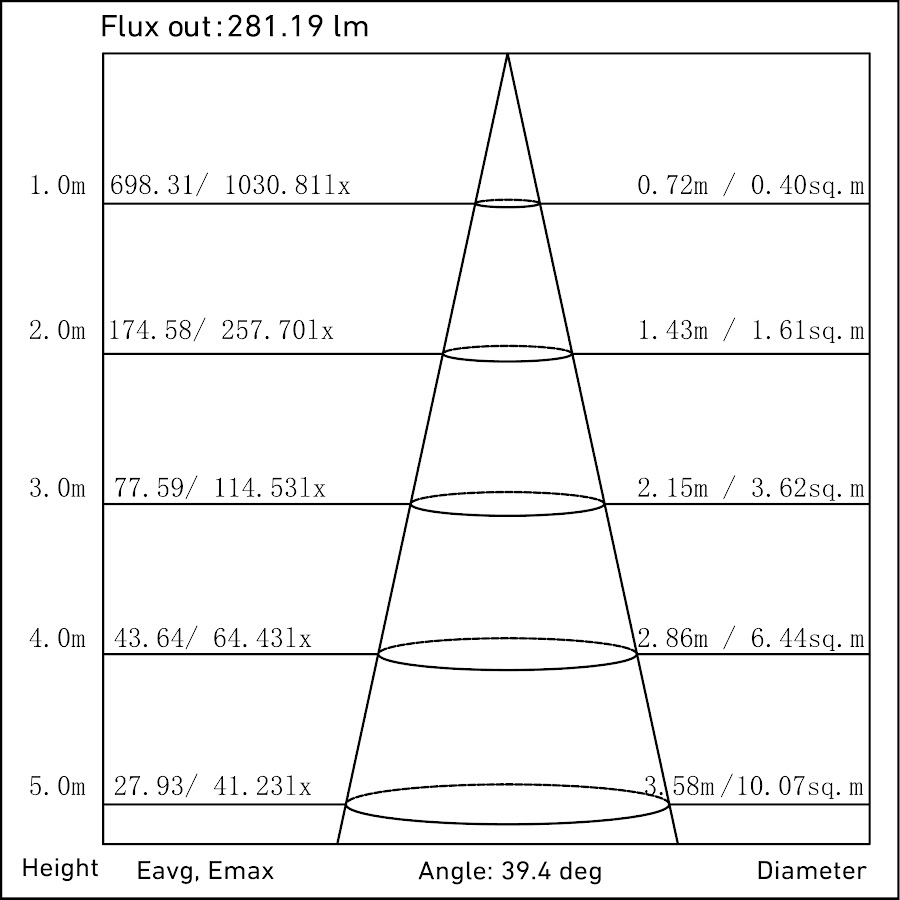 Flux out:281.19 lm
1.0m 698.31/ 1030.81lx 0.72m / 0.40sq.m
2.0m 174.58/ 257.70lx 1.43m / 1.61sq.m
3.0m 77.59/ 114.53lx 2.15m / 3.62sq.m
4.0m 43.64/ 64.43lx 2.86m / 6.44sq.m
5.0m 27.93/ 41.23lx 3.58m/10.07sq.m
Height Eavg, Emax Angle: 39.4 deg Diameter